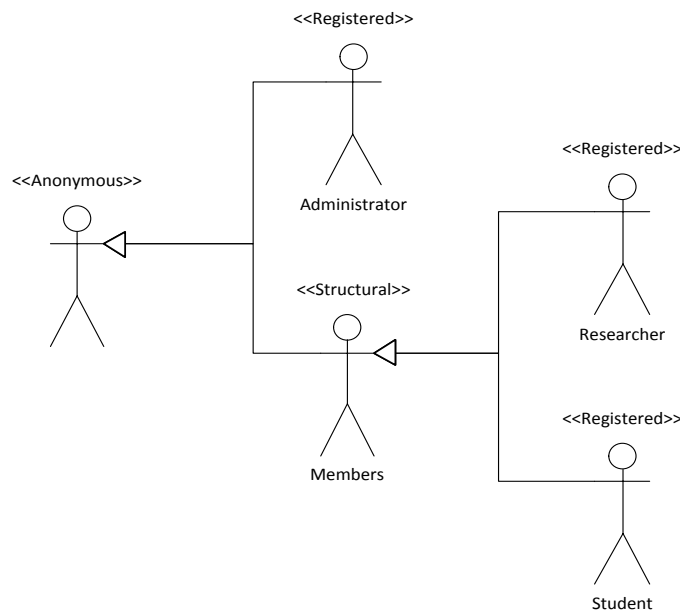 <<Registered>>
Administrator
<<Anonymous>>
<<Structural>>
Members
<<Registered>>
Researcher
<<Registered>>
Student